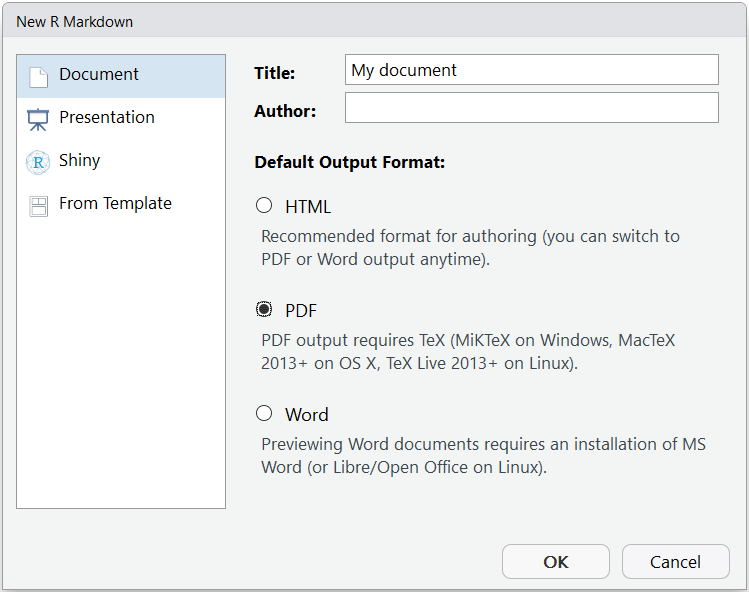 New R Markdown
Document
Presentation
R Shiny
From Template
Title: My document
Author:
Default Output Format:
HTML
Recommended format for authoring (you can switch to
PDF or Word output anytime).
PDF
PDF output requires TeX (MiKTeX on Windows, MacTeX
2013+ on OS X, TeX Live 2013+ on Linux).
Word
Previewing Word documents requires an installation of MS
Word (or Libre/Open Office on Linux).
OK Cancel